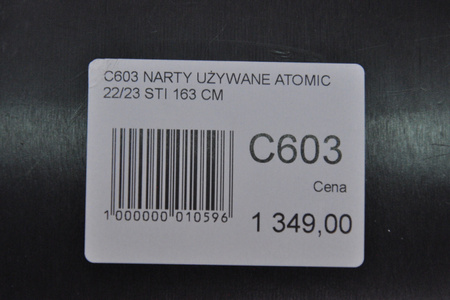 C603 NARTY UŻYWANE ATOMIC
22/23 STI 163 CM
C603
Cena
1 000000 010596
1 349,00